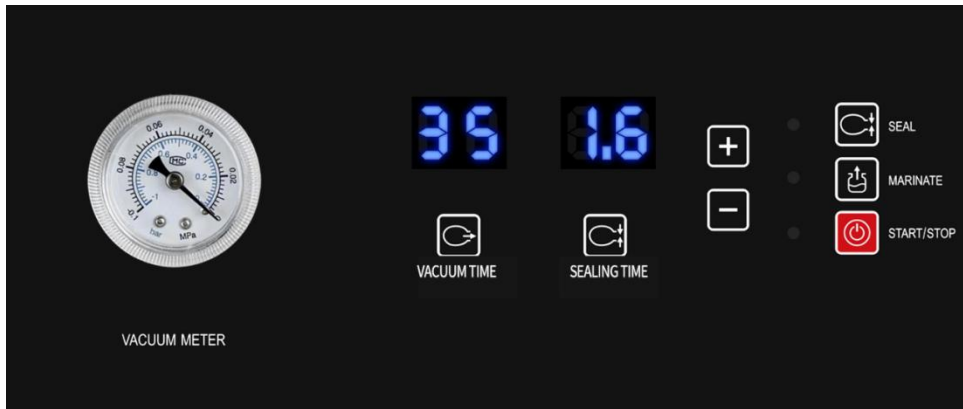 0.06
0.04
0.08
0.6
0.4
HC
0.02
0.8
0.2
-0.1
-1
0
bar
MPa
35
1.6
VACUUM TIME
SEALING TIME
VACUUM METER
SEAL
MARINATE
START/STOP